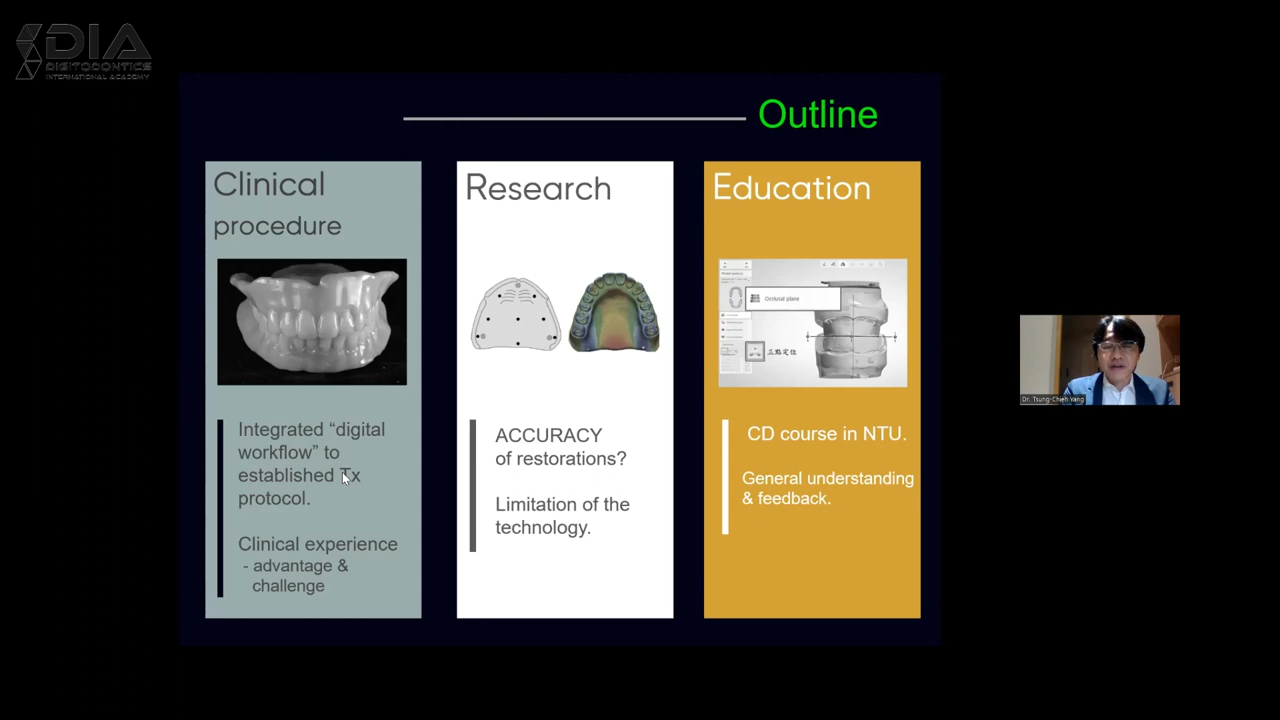 DIA
DIGITODONTICS
INTERNATIONAL ACADEMY
Outline
Clinical
procedure
Integrated “digital
workflow” to
established Tx
protocol.
Clinical experience
- advantage &
challenge
Research
ACCURACY
of restorations?
Limitation of the
technology.
Education
Occlusal plane
三點定位
CD course in NTU.
General understanding
& feedback.
Dr. Tsung-Chieh Yang